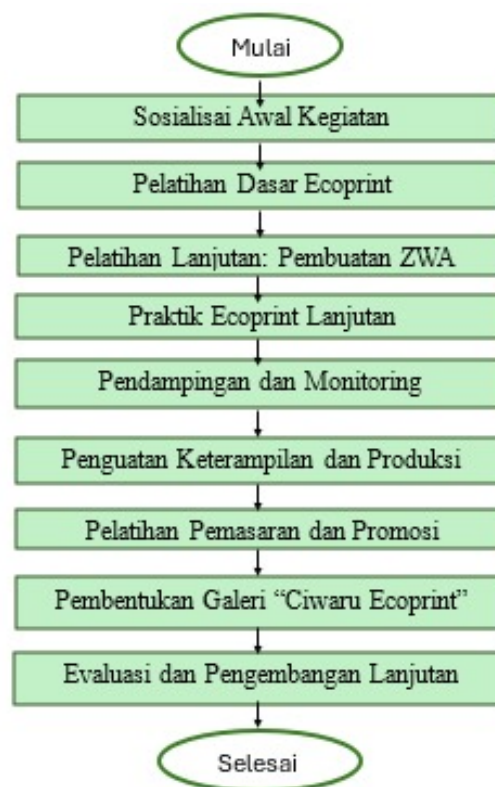 Mulai
Sosialisai Awal Kegiatan
Pelatihan Dasar Ecoprint
Pelatihan Lanjutan: Pembuatan ZWA
Praktik Ecoprint Lanjutan
Pendampingan dan Monitoring
Penguatan Keterampilan dan Produksi
Pelatihan Pemasaran dan Promosi
Pembentukan Galeri “Ciwaru Ecoprint”
Evaluasi dan Pengembangan Lanjutan
Selesai